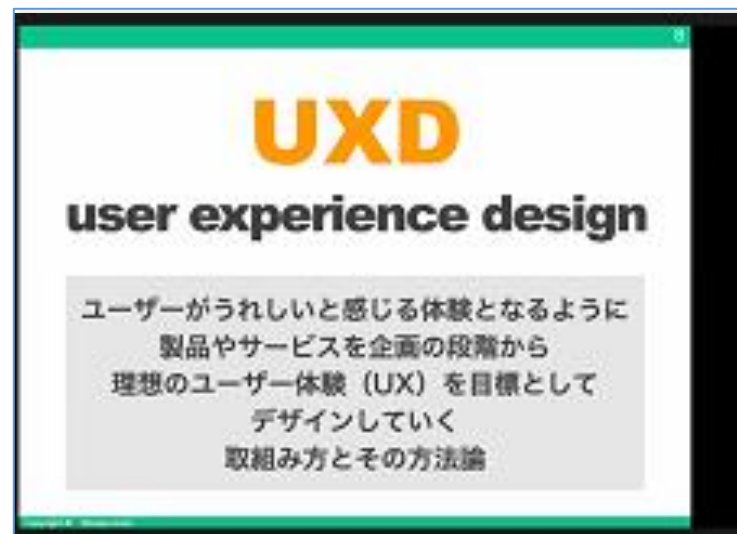 8
UXD
user experience design
ユーザーがうれしいと感じる体験となるように
製品やサービスを企画の段階から
理想のユーザー体験（UX）を目標として
デザインしていく
取組み方とその方法論